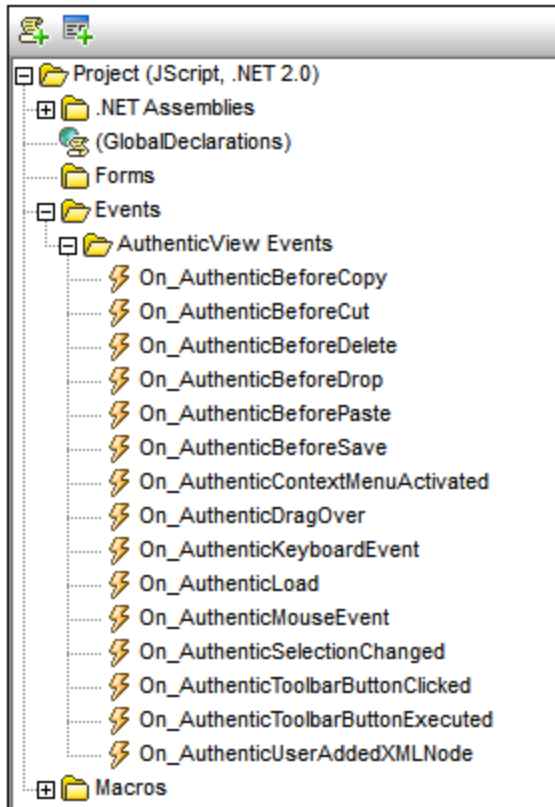 Project (JScript, .NET 2.0)
.NET Assemblies
(GlobalDeclarations)
Forms
Events
AuthenticView Events
On_AuthenticBeforeCopy
On_AuthenticBeforeCut
On_AuthenticBeforeDelete
On_AuthenticBeforeDrop
On_AuthenticBeforePaste
On_AuthenticBeforeSave
On_AuthenticContextMenuActivated
On_AuthenticDragOver
On_AuthenticKeyboardEvent
On_AuthenticLoad
On_AuthenticMouseEvent
On_AuthenticSelectionChanged
On_AuthenticToolbarButtonClicked
On_AuthenticToolbarButtonExecuted
On_AuthenticUserAddedXMLNode
Macros